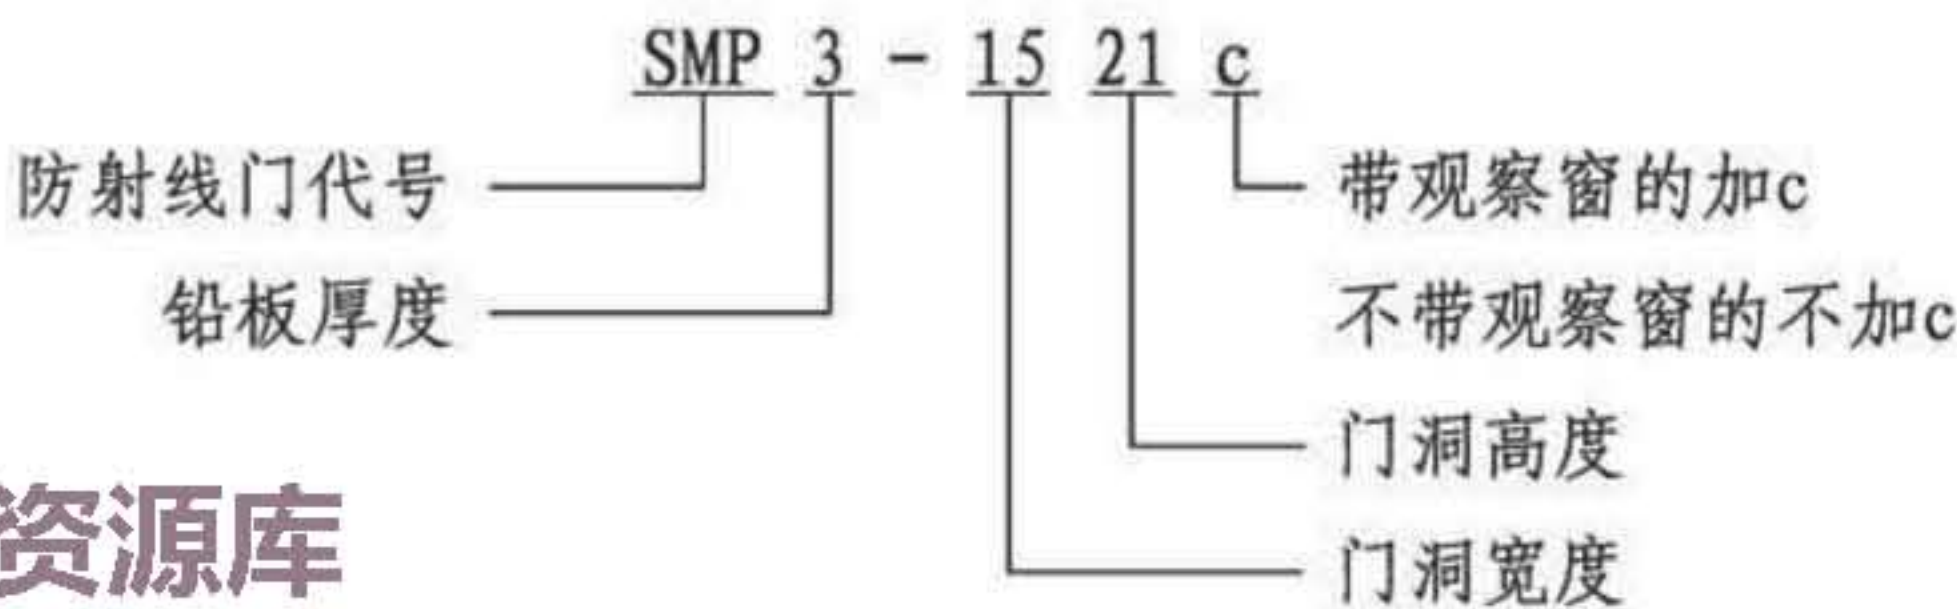 SMP 3 - 15 21 c
防射线门代号
带观察窗的加c
铅板厚度
不带观察窗的不加c
门洞高度
门洞宽度
资源库